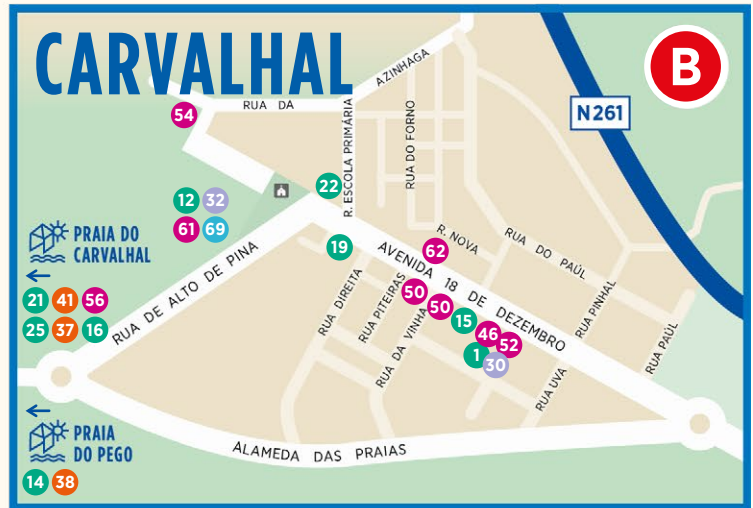 CARVALHAL
B
N261
RUA DA
AZINHAGA
54
R. ESCOLA PRIMÁRIA
RUA DO FORNO
22
12 32
61 69
PRAIA DO
CARVALHAL
21 41 56
25 37 16
RUA DE ALTO DE PINA
19
62
R. NOVA
RUA DO PAÚL
AVENIDA 18 DE DEZEMBRO
RUA DIREITA
RUA PITEIRAS
RUA DA VINHA
50
50
15
46
52
1
30
RUA PINHAL
RUA PAÚL
RUA UVA
ALAMEDA DAS PRAIAS
PRAIA
DO PEGO
14 38